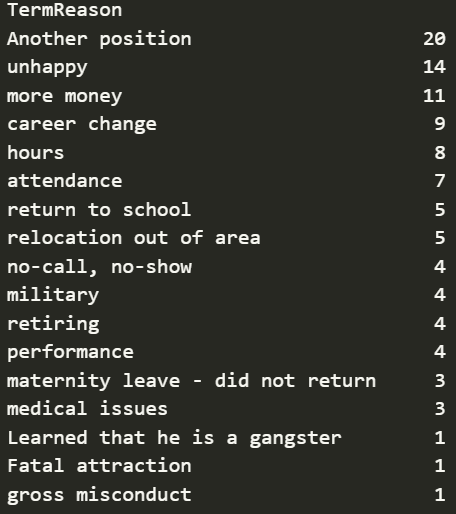 TermReason
Another position 20
unhappy 14
more money 11
career change 9
hours 8
attendance 7
return to school 5
relocation out of area 5
no-call, no-show 4
military 4
retiring 4
performance 4
maternity leave - did not return 3
medical issues 3
Learned that he is a gangster 1
Fatal attraction 1
gross misconduct 1